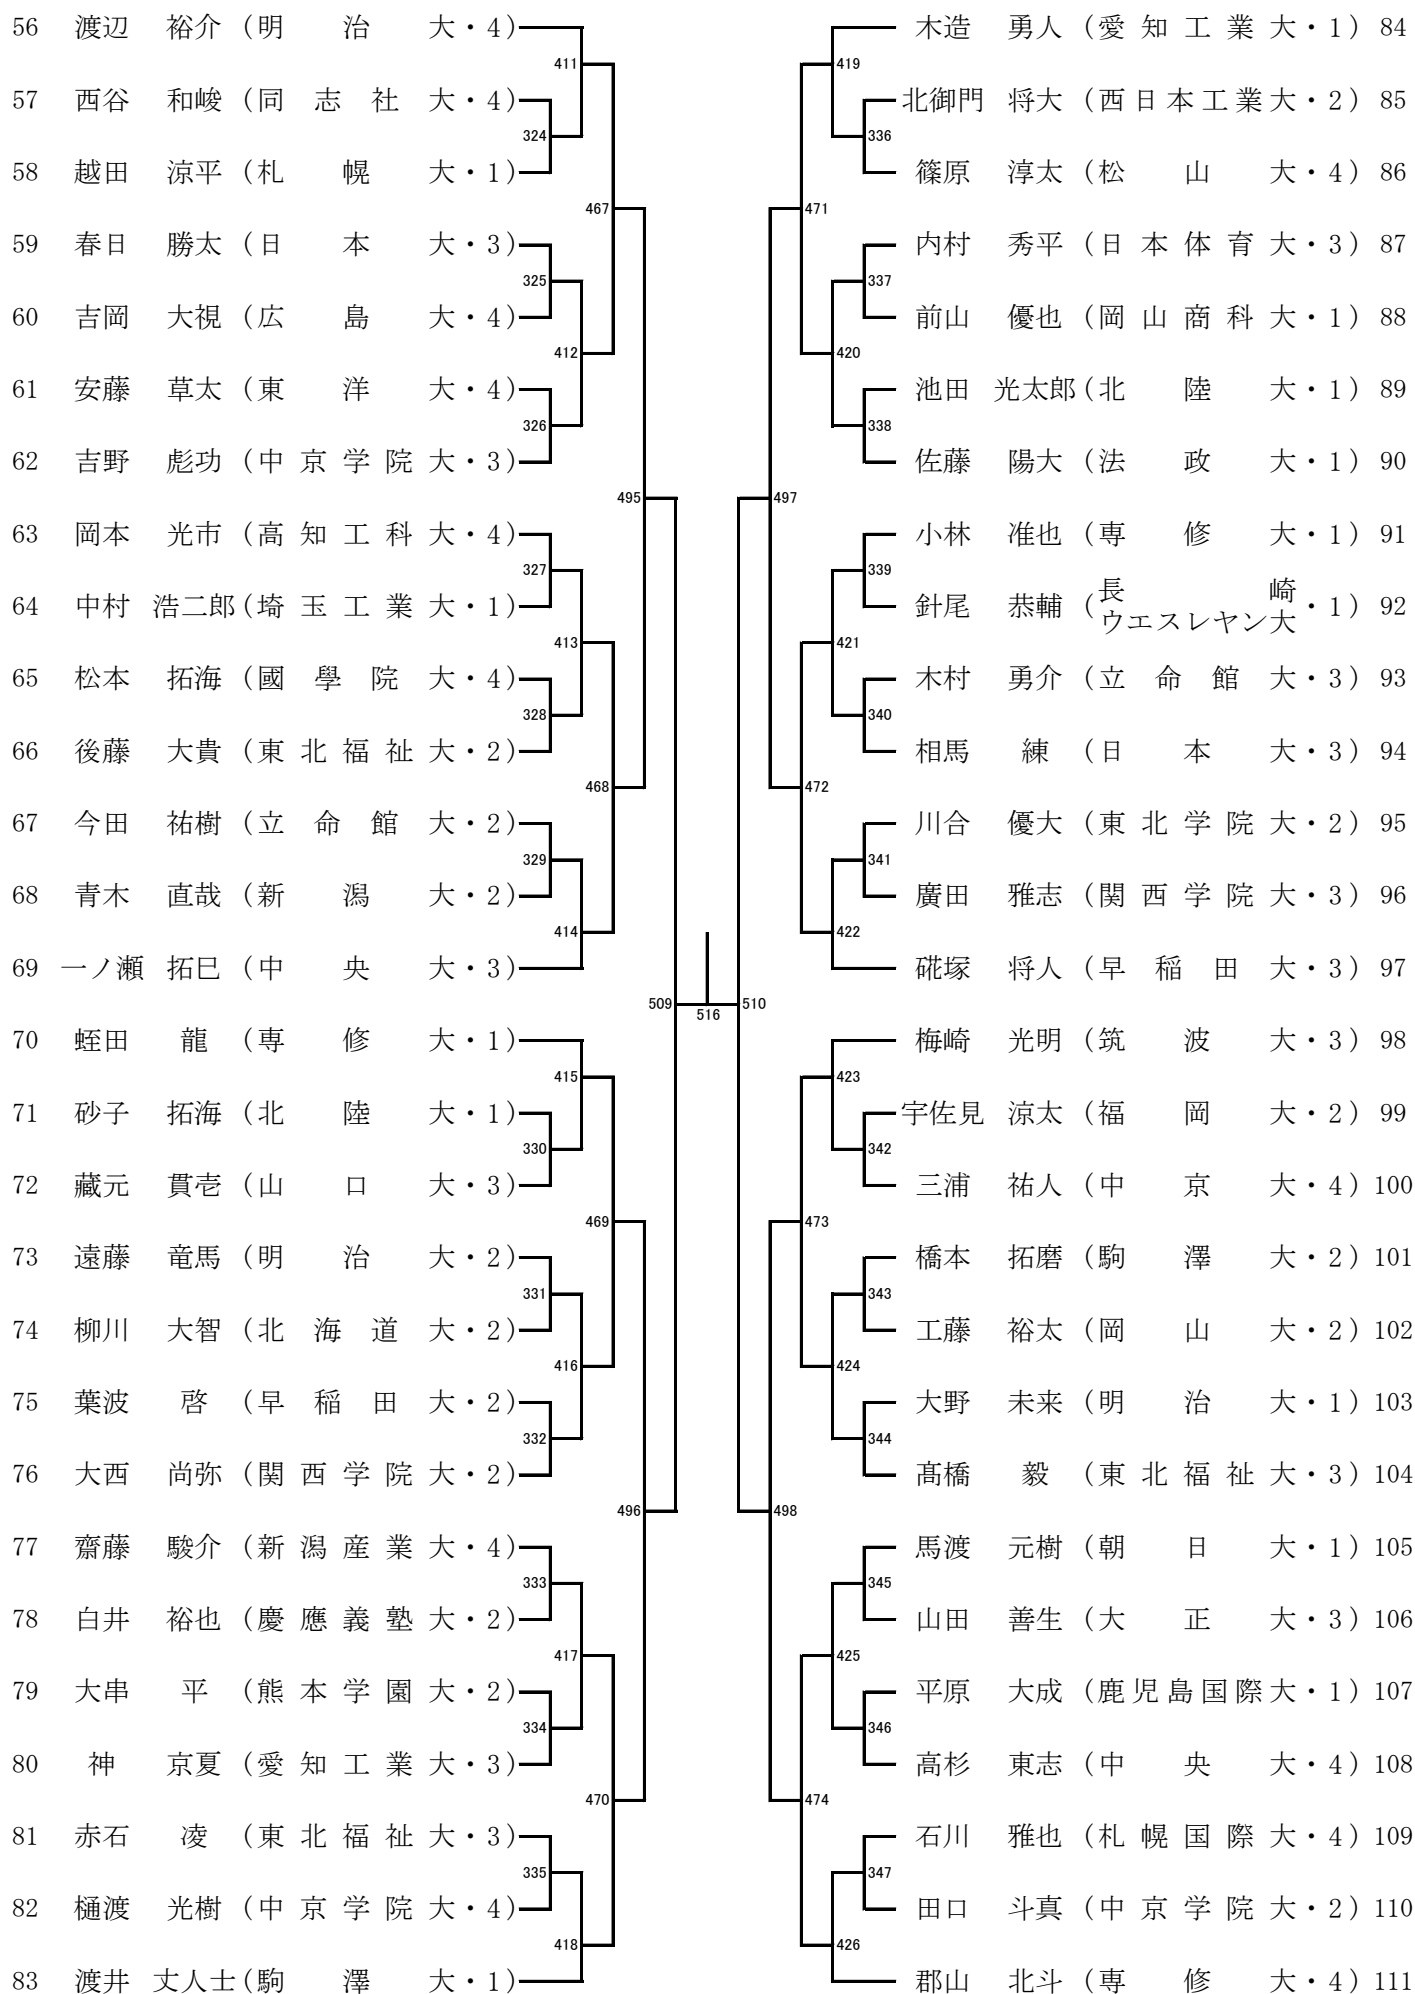 56 渡辺 裕介 (明治大・4)
411
57 西谷 和峻 (同志社大・4)
324
58 越田 涼平 (札幌大・1)
467
59 春日 勝太 (日本大・3)
325
60 吉岡 大視 (広島大・4)
412
61 安藤 草太 (東洋大・4)
326
62 吉野 彪功 (中京学院大・3)
495
63 岡本 光市 (高知工科大・4)
327
64 中村 浩二郎 (埼玉工業大・1)
413
65 松本 拓海 (國學院大・4)
328
66 後藤 大貴 (東北福祉大・2)
468
67 今田 祐樹 (立命館大・2)
329
68 青木 直哉 (新潟大・2)
414
69 一ノ瀬 拓巳 (中央大・3)
509
516
510
70 蛭田 龍 (専修大・1)
415
71 砂子 拓海 (北陸大・1)
330
72 藏元 貫壱 (山口大・3)
469
73 遠藤 竜馬 (明治大・2)
331
74 柳川 大智 (北海道大・2)
416
75 葉波 啓 (早稲田大・2)
332
76 大西 尚弥 (関西学院大・2)
496
77 齋藤 駿介 (新潟産業大・4)
333
78 白井 裕也 (慶應義塾大・2)
417
79 大串 平 (熊本学園大・2)
334
80 神 京夏 (愛知工業大・3)
470
81 赤石 凌 (東北福祉大・3)
335
82 樋渡 光樹 (中京学院大・4)
418
83 渡井 丈人士 (駒澤大・1)
木造 勇人 (愛知工業大・1) 84
419
北御門 将大 (西日本工業大・2) 85
336
篠原 淳太 (松山大・4) 86
471
内村 秀平 (日本体育大・3) 87
337
前山 優也 (岡山商科大・1) 88
420
池田 光太郎 (北陸大・1) 89
338
佐藤 陽大 (法政大・1) 90
497
小林 准也 (専修大・1) 91
339
針尾 恭輔 (長崎ウエスレヤン大・1) 92
421
木村 勇介 (立命館大・3) 93
340
相馬 練 (日本大・3) 94
472
川合 優大 (東北学院大・2) 95
341
廣田 雅志 (関西学院大・3) 96
422
硴塚 将人 (早稲田大・3) 97
梅崎 光明 (筑波大・3) 98
423
宇佐見 涼太 (福岡大・2) 99
342
三浦 祐人 (中京大・4) 100
473
橋本 拓磨 (駒澤大・2) 101
343
工藤 裕太 (岡山大・2) 102
424
大野 未来 (明治大・1) 103
344
髙橋 毅 (東北福祉大・3) 104
498
馬渡 元樹 (朝日大・1) 105
345
山田 善生 (大正大・3) 106
425
平原 大成 (鹿児島国際大・1) 107
346
高杉 東志 (中央大・4) 108
474
石川 雅也 (札幌国際大・4) 109
347
田口 斗真 (中京学院大・2) 110
426
郡山 北斗 (専修大・4) 111